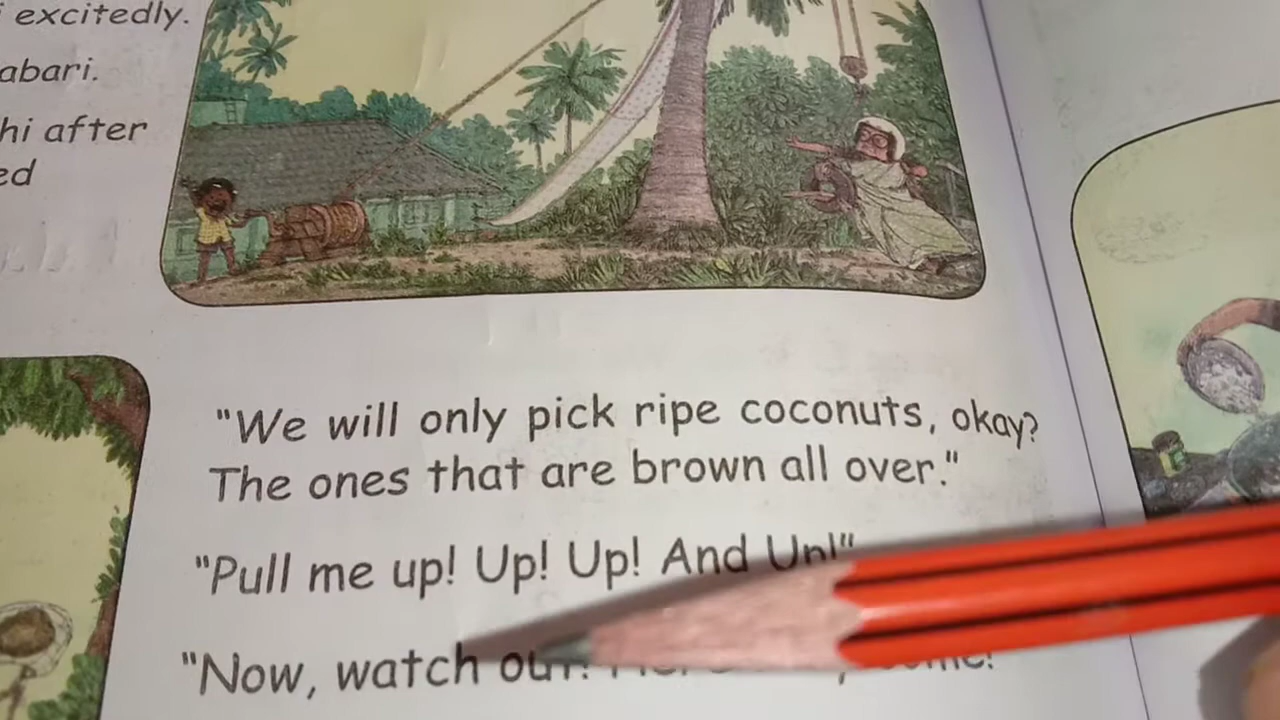 excitedly.
abari.
hi after
ed
"We will only pick ripe coconuts, okay?
The ones that are brown all over."
"Pull me up! Up! Up! And Up!"
"Now, watch out!